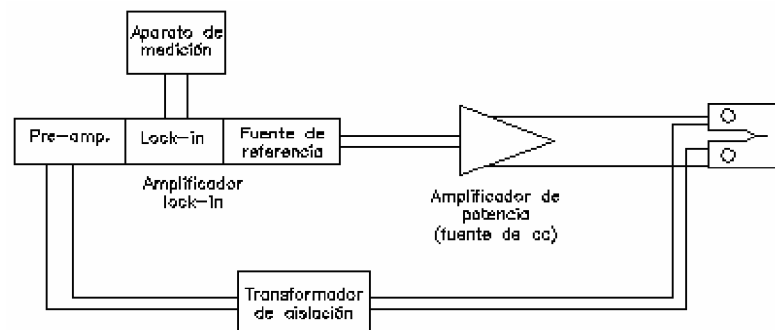 Aparato de
medición
Pre-amp.
Lock-in
Fuente de
referencia
Amplificador
lock-in
Amplificador de
potencia
(fuente de cc)
Transformador
de aislación